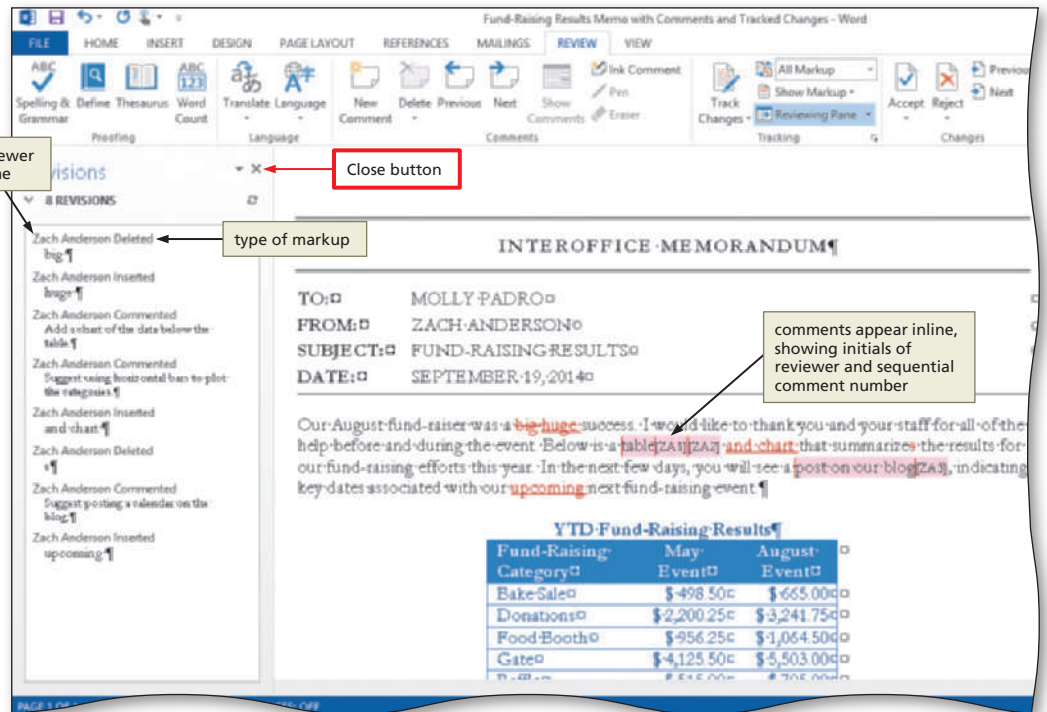 Fund-Raising Results Memo with Comments and Tracked Changes - Word
FILE HOME INSERT DESIGN PAGE LAYOUT REFERENCES MAILINGS REVIEW VIEW
ABC
Spelling & Grammar
Define
Thesaurus
ABC 123
Word Count
Proofing
Translate
Language
Language
New Comment
Delete
Previous
Next
Show Comments
Ink Comment
Pen
Eraser
Comments
Track Changes
All Markup
Show Markup
Reviewing Pane
Tracking
Accept
Reject
Previou
Next
Changes
ewer
ne
visions
Close button
8 REVISIONS
Zach Anderson Deleted
big¶
type of markup
Zach Anderson Inserted
huge¶
Zach Anderson Commented
Add a chart of the data below the
table.¶
Zach Anderson Commented
Suggest using horizontal bars to plot
the categories.¶
Zach Anderson Inserted
and chart¶
Zach Anderson Deleted
s¶
Zach Anderson Commented
Suggest posting a calendar on the
blog.¶
Zach Anderson Inserted
upcoming¶
INTEROFFICE·MEMORANDUM¶
TO:¤ MOLLY·PADRO¤
FROM:¤ ZACH·ANDERSON¤
SUBJECT:¤ FUND-RAISING·RESULTS¤
DATE:¤ SEPTEMBER·19,·2014¤
comments appear inline,
showing initials of
reviewer and sequential
comment number
Our·August·fund-raiser·was·a·big·huge·success.·I·would·like·to·thank·you·and·your·staff·for·all·of·the
help·before·and·during·the·event.·Below·is·a·table[ZA1][ZA2]·and·chart·that·summarizes·the·results·for·
our·fund-raising·efforts·this·year.·In·the·next·few·days,·you·will·see·a·post·on·our·blog[ZA3],·indicating
key·dates·associated·with·our·upcoming·next·fund-raising·event.¶
YTD·Fund-Raising·Results¶
Fund-Raising· May· August·
Category¤ Event¤ Event¤
Bake·Sale¤ $·498.50¤ $·665.00¤
Donations¤ $·2,200.25¤ $·3,241.75¤
Food·Booth¤ $·956.25¤ $·1,064.50¤
Gate¤ $·4,125.50¤ $·5,503.00¤
PAGE 1 OF
OFF